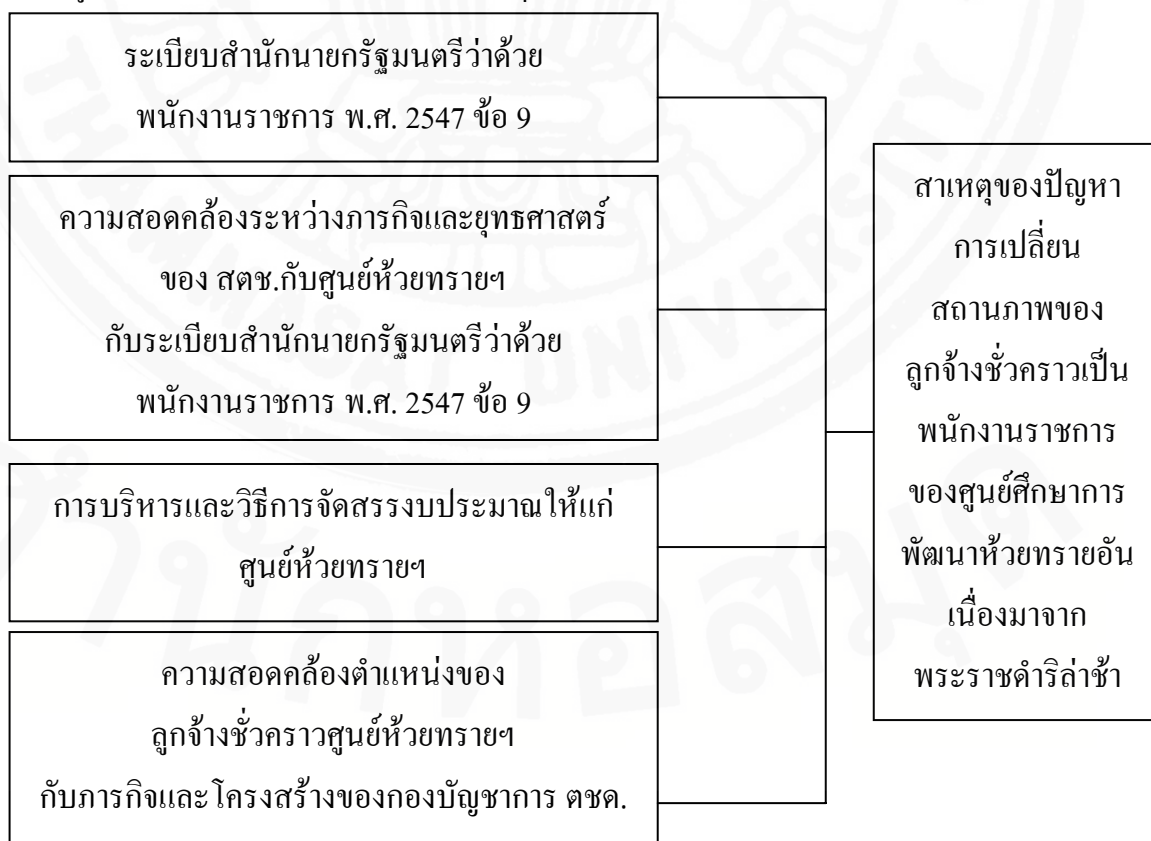 ระเบียบสำนักนายกรัฐมนตรีว่าด้วย
พนักงานราชการ พ.ศ. 2547 ข้อ 9
ความสอดคล้องระหว่างภารกิจและยุทธศาสตร์
ของ สตช.กับศูนย์ห้วยทรายฯ
กับระเบียบสำนักนายกรัฐมนตรีว่าด้วย
พนักงานราชการ พ.ศ. 2547 ข้อ 9
การบริหารและวิธีการจัดสรรงบประมาณให้แก่
ศูนย์ห้วยทรายฯ
ความสอดคล้องตำแหน่งของ
ลูกจ้างชั่วคราวศูนย์ห้วยทรายฯ
กับภารกิจและโครงสร้างของกองบัญชาการ ตชด.
สาเหตุของปัญหา
การเปลี่ยน
สถานภาพของ
ลูกจ้างชั่วคราวเป็น
พนักงานราชการ
ของศูนย์ศึกษาการ
พัฒนาห้วยทรายอัน
เนื่องมาจาก
พระราชดำริล่าช้า
THAMMASAT UNIVERSITY
สำนักหอสมุด